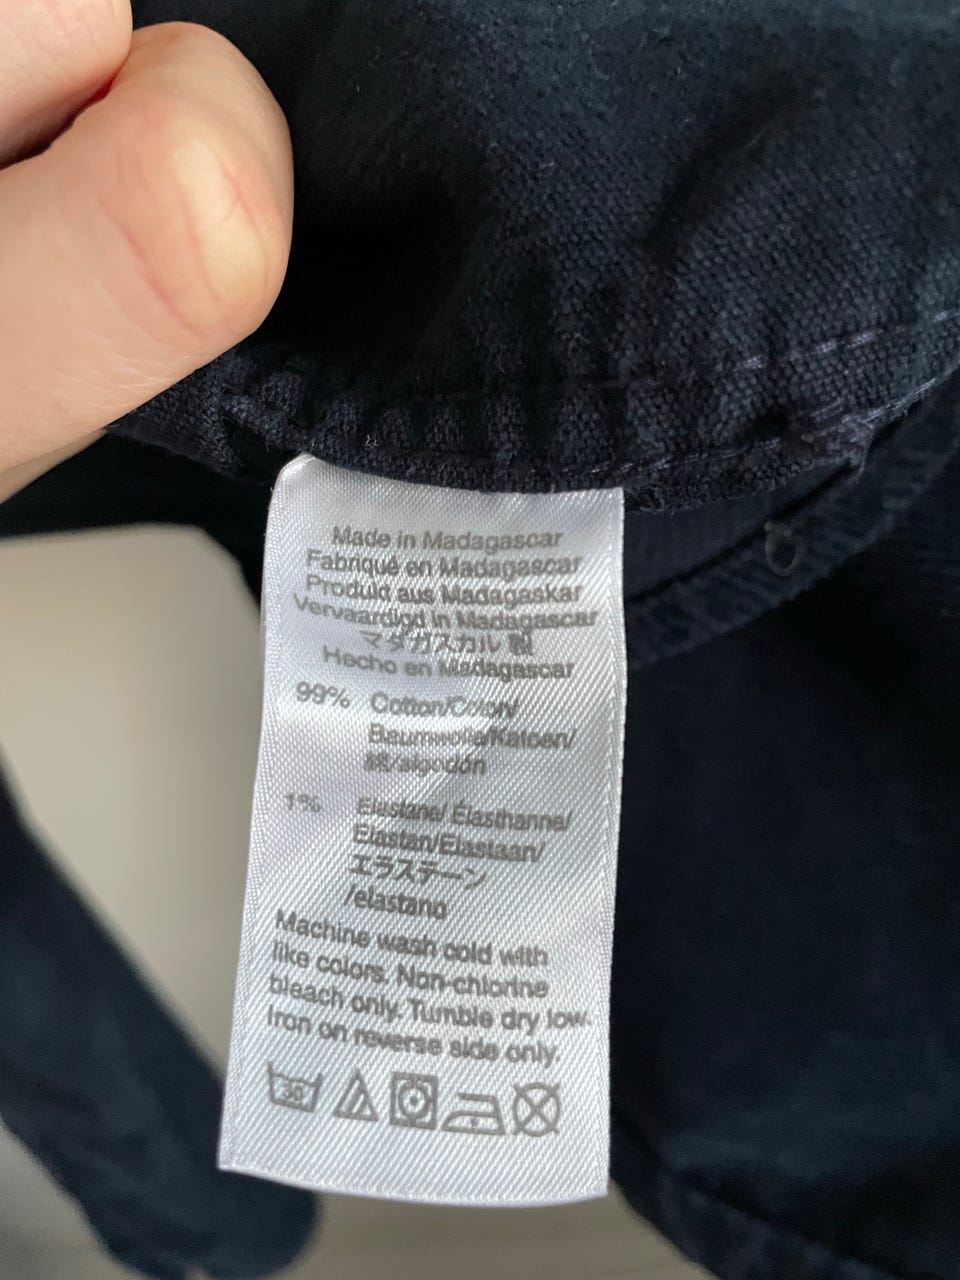 Made in Madagascar
Fabriqué en Madagascar
Produkt aus Madagaskar
Vervaardigd in Madagascar
マダガスカル 製
Hecho en Madagascar
99% Cotton/Coton/
Baumwolle/Katoen/
綿/algodón
1% Elastane/ Élasthanne/
Elastan/Elastaan/
エラステーン
/elastano
Machine wash cold with
like colors. Non-chlorine
bleach only. Tumble dry low.
Iron on reverse side only.
30